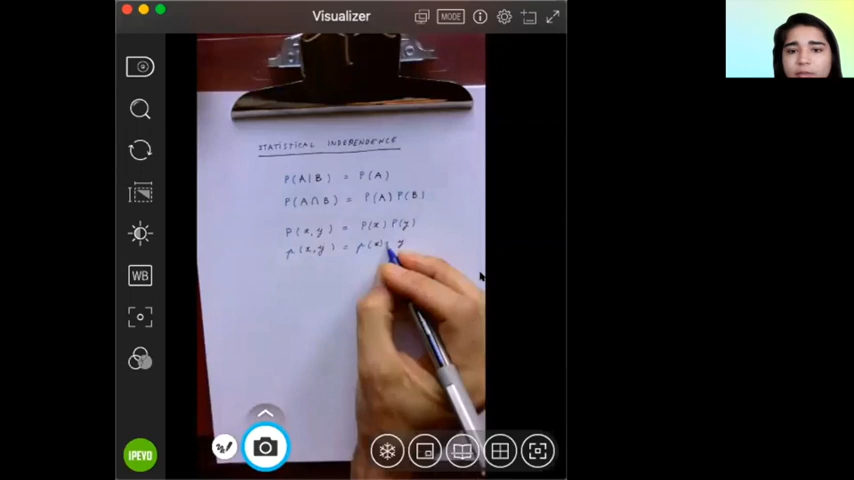 Visualizer
MODE
STATISTICAL INDEPENDENCE
P(A|B) = P(A)
P(A∩B) = P(A) P(B)
P(x,y) = P(x) P(y)
p(x,y) = p(x) y
WB
IPEVO